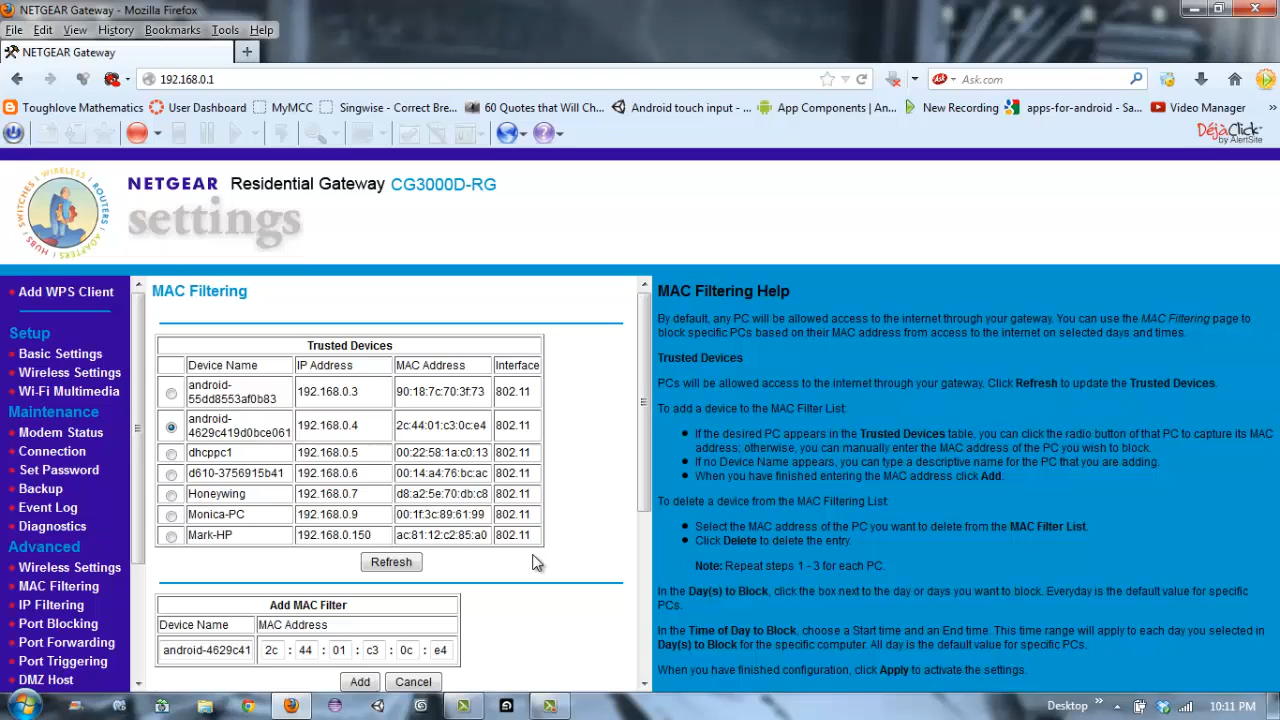 NETGEAR Gateway - Mozilla Firefox
File Edit View History Bookmarks Tools Help
NETGEAR Gateway
192.168.0.1
Ask.com
Toughlove Mathematics User Dashboard MyMCC Singwise - Correct Bre... 60 Quotes that Will Ch... Android touch input - ... App Components | An... New Recording apps-for-android - Sa... Video Manager
DéjaClick
by AlertSite
SWITCHES WIRELESS ROUTERS ADAPTERS HUBS
NETGEAR Residential Gateway CG3000D-RG
settings
Add WPS Client
Setup
Basic Settings
Wireless Settings
Wi-Fi Multimedia
Maintenance
Modem Status
Connection
Set Password
Backup
Event Log
Diagnostics
Advanced
Wireless Settings
MAC Filtering
IP Filtering
Port Blocking
Port Forwarding
Port Triggering
DMZ Host
MAC Filtering
Trusted Devices
Device Name IP Address MAC Address Interface
android-
55dd8553af0b83 192.168.0.3 90:18:7c:70:3f:73 802.11
android-
4629c419d0bce061 192.168.0.4 2c:44:01:c3:0c:e4 802.11
dhcppc1 192.168.0.5 00:22:58:1a:c0:13 802.11
d610-3756915b41 192.168.0.6 00:14:a4:76:bc:ac 802.11
Honeywing 192.168.0.7 d8:a2:5e:70:db:c8 802.11
Monica-PC 192.168.0.9 00:1f:3c:89:61:99 802.11
Mark-HP 192.168.0.150 ac:81:12:c2:85:a0 802.11
Refresh
Add MAC Filter
Device Name MAC Address
android-4629c41 2c : 44 : 01 : c3 : 0c : e4
Add Cancel
MAC Filtering Help
By default, any PC will be allowed access to the internet through your gateway. You can use the MAC Filtering page to
block specific PCs based on their MAC address from access to the internet on selected days and times.
Trusted Devices
PCs will be allowed access to the internet through your gateway. Click Refresh to update the Trusted Devices.
To add a device to the MAC Filter List:
If the desired PC appears in the Trusted Devices table, you can click the radio button of that PC to capture its MAC
address; otherwise, you can manually enter the MAC address of the PC you wish to block.
If no Device Name appears, you can type a descriptive name for the PC that you are adding.
When you have finished entering the MAC address click Add.
To delete a device from the MAC Filtering List:
Select the MAC address of the PC you want to delete from the MAC Filter List.
Click Delete to delete the entry.
Note: Repeat steps 1 - 3 for each PC.
In the Day(s) to Block, click the box next to the day or days you want to block. Everyday is the default value for specific
PCs.
In the Time of Day to Block, choose a Start time and an End time. This time range will apply to each day you selected in
Day(s) to Block for the specific computer. All day is the default value for specific PCs.
When you have finished configuration, click Apply to activate the settings.
Desktop 10:11 PM